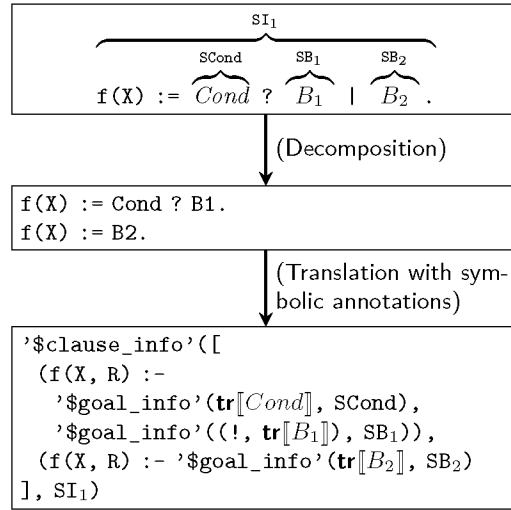 SI₁
SCond SB₁ SB₂
f(X) := Cond ? B₁ | B₂ .
(Decomposition)
f(X) := Cond ? B1.
f(X) := B2.
(Translation with sym-
bolic annotations)
'$clause_info'([
(f(X, R) :-
'$goal_info'(tr⟦Cond⟧, SCond),
'$goal_info'((!, tr⟦B₁⟧), SB₁)),
(f(X, R) :- '$goal_info'(tr⟦B₂⟧, SB₂)
], SI₁)